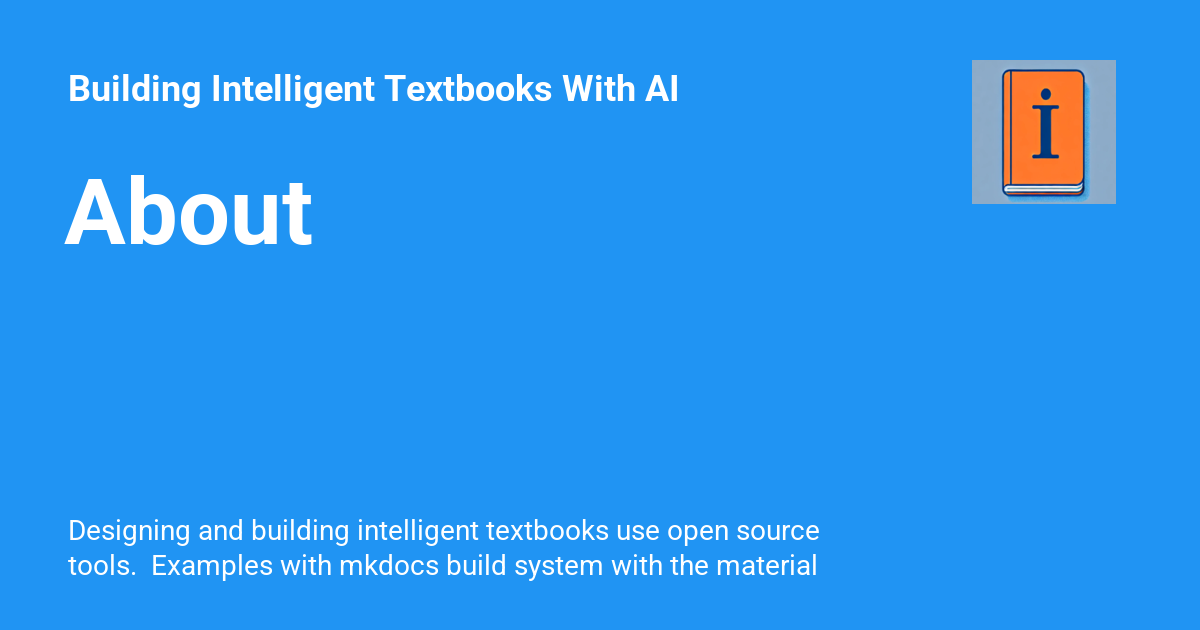 Building Intelligent Textbooks With AI
i
About
Designing and building intelligent textbooks use open source
tools.  Examples with mkdocs build system with the material